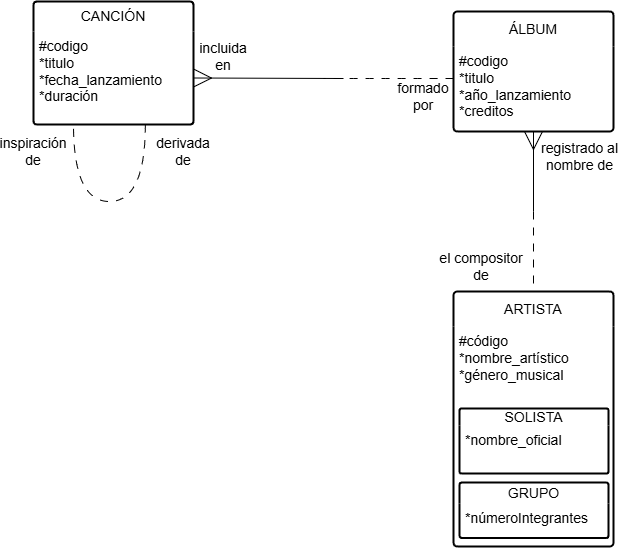 CANCIÓN
#codigo
*titulo
*fecha_lanzamiento
*duración
incluida
en
formado
por
ÁLBUM
#codigo
*titulo
*año_lanzamiento
*creditos
inspiración
de
derivada
de
registrado al
nombre de
el compositor
de
ARTISTA
#código
*nombre_artístico
*género_musical
SOLISTA
*nombre_oficial
GRUPO
*númeroIntegrantes